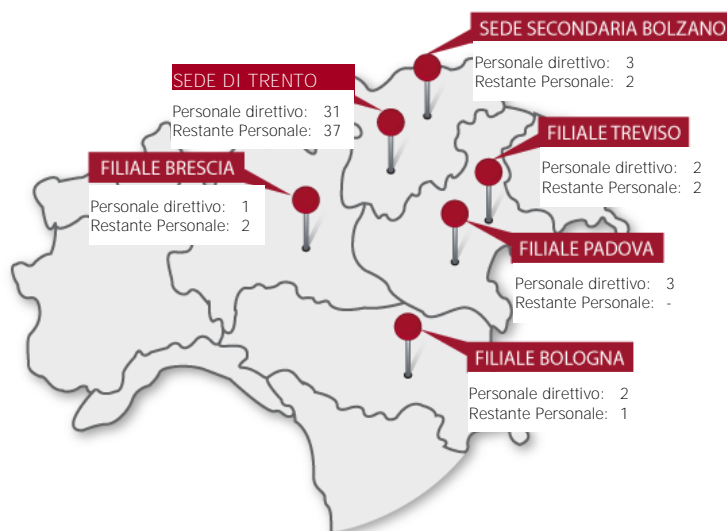 SEDE SECONDARIA BOLZANO
Personale direttivo: 3
Restante Personale: 2
SEDE DI TRENTO
Personale direttivo: 31
Restante Personale: 37
FILIALE TREVISO
Personale direttivo: 2
Restante Personale: 2
FILIALE BRESCIA
Personale direttivo: 1
Restante Personale: 2
FILIALE PADOVA
Personale direttivo: 3
Restante Personale: -
FILIALE BOLOGNA
Personale direttivo: 2
Restante Personale: 1